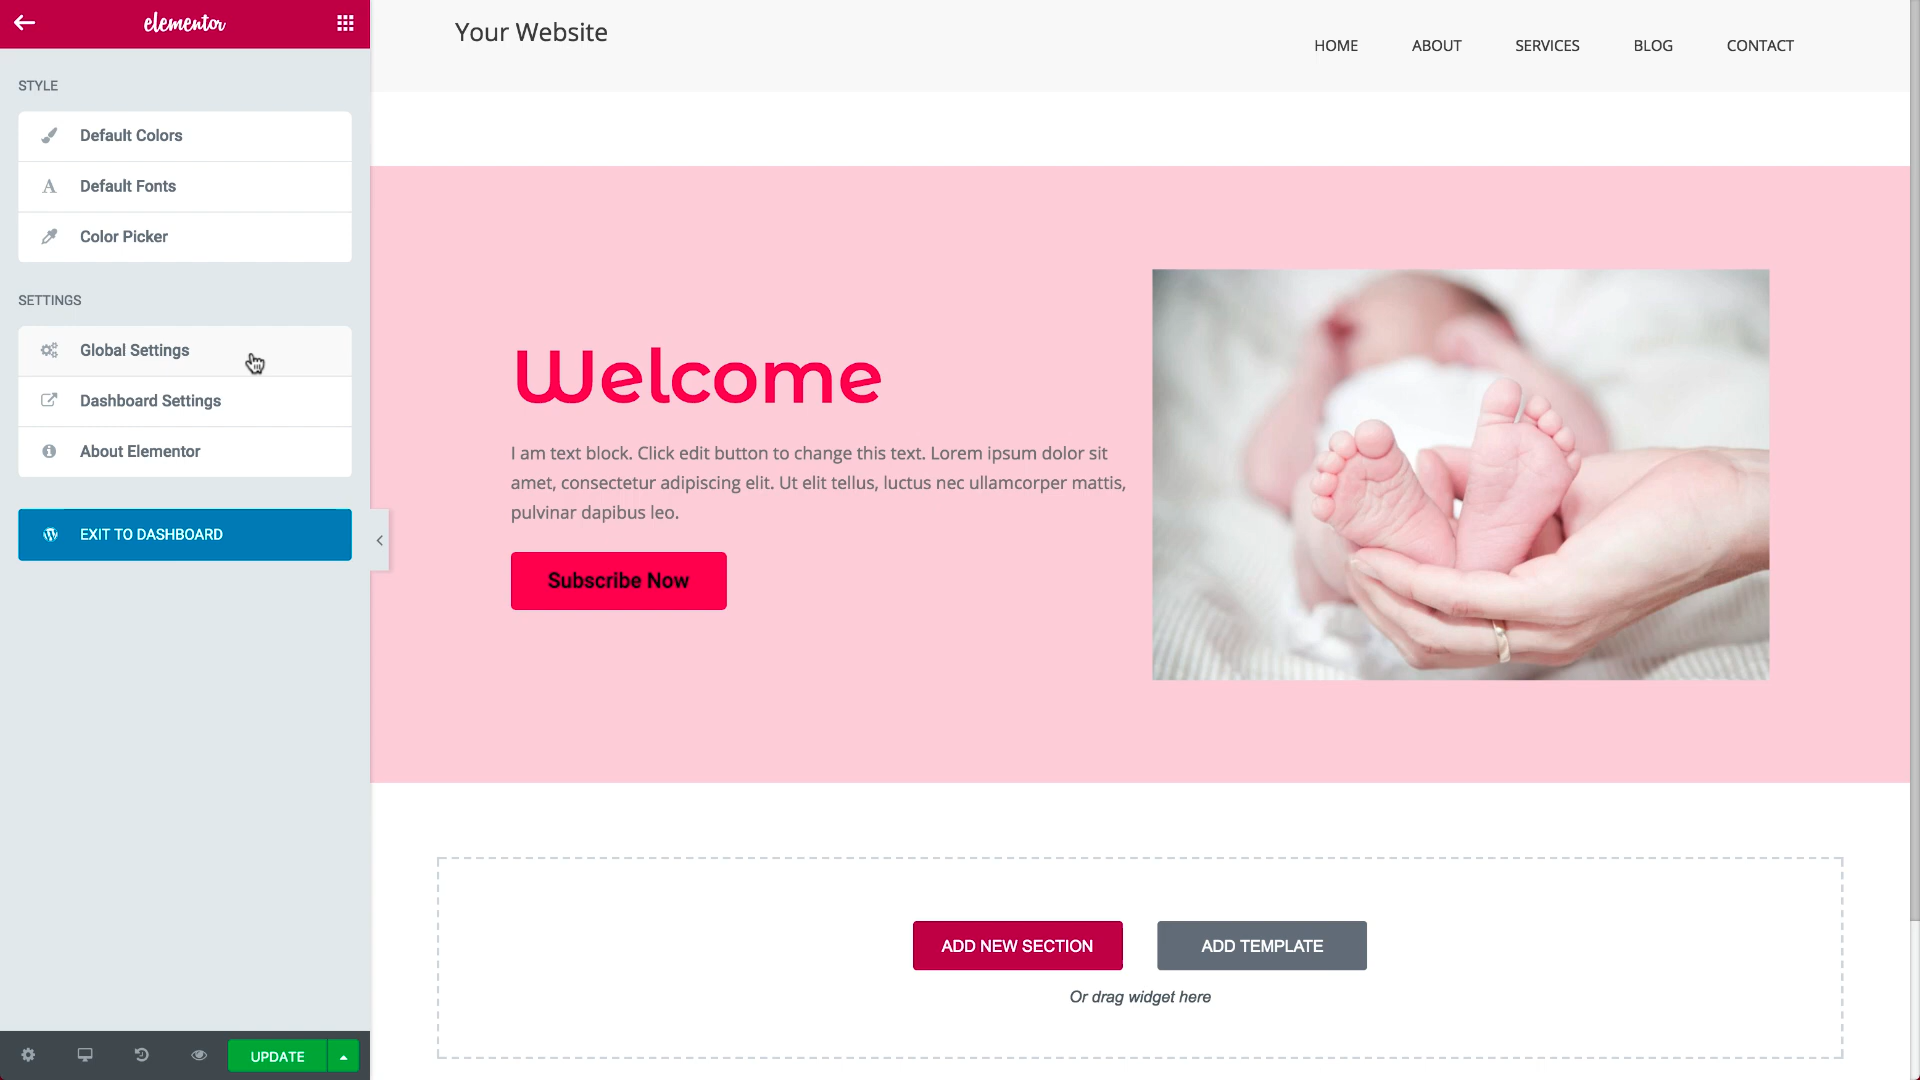 elementor
STYLE
Default Colors
Default Fonts
Color Picker
SETTINGS
Global Settings
Dashboard Settings
About Elementor
EXIT TO DASHBOARD
UPDATE
Your Website
HOME ABOUT SERVICES BLOG CONTACT
Welcome
I am text block. Click edit button to change this text. Lorem ipsum dolor sit
amet, consectetur adipiscing elit. Ut elit tellus, luctus nec ullamcorper mattis,
pulvinar dapibus leo.
Subscribe Now
ADD NEW SECTION
ADD TEMPLATE
Or drag widget here